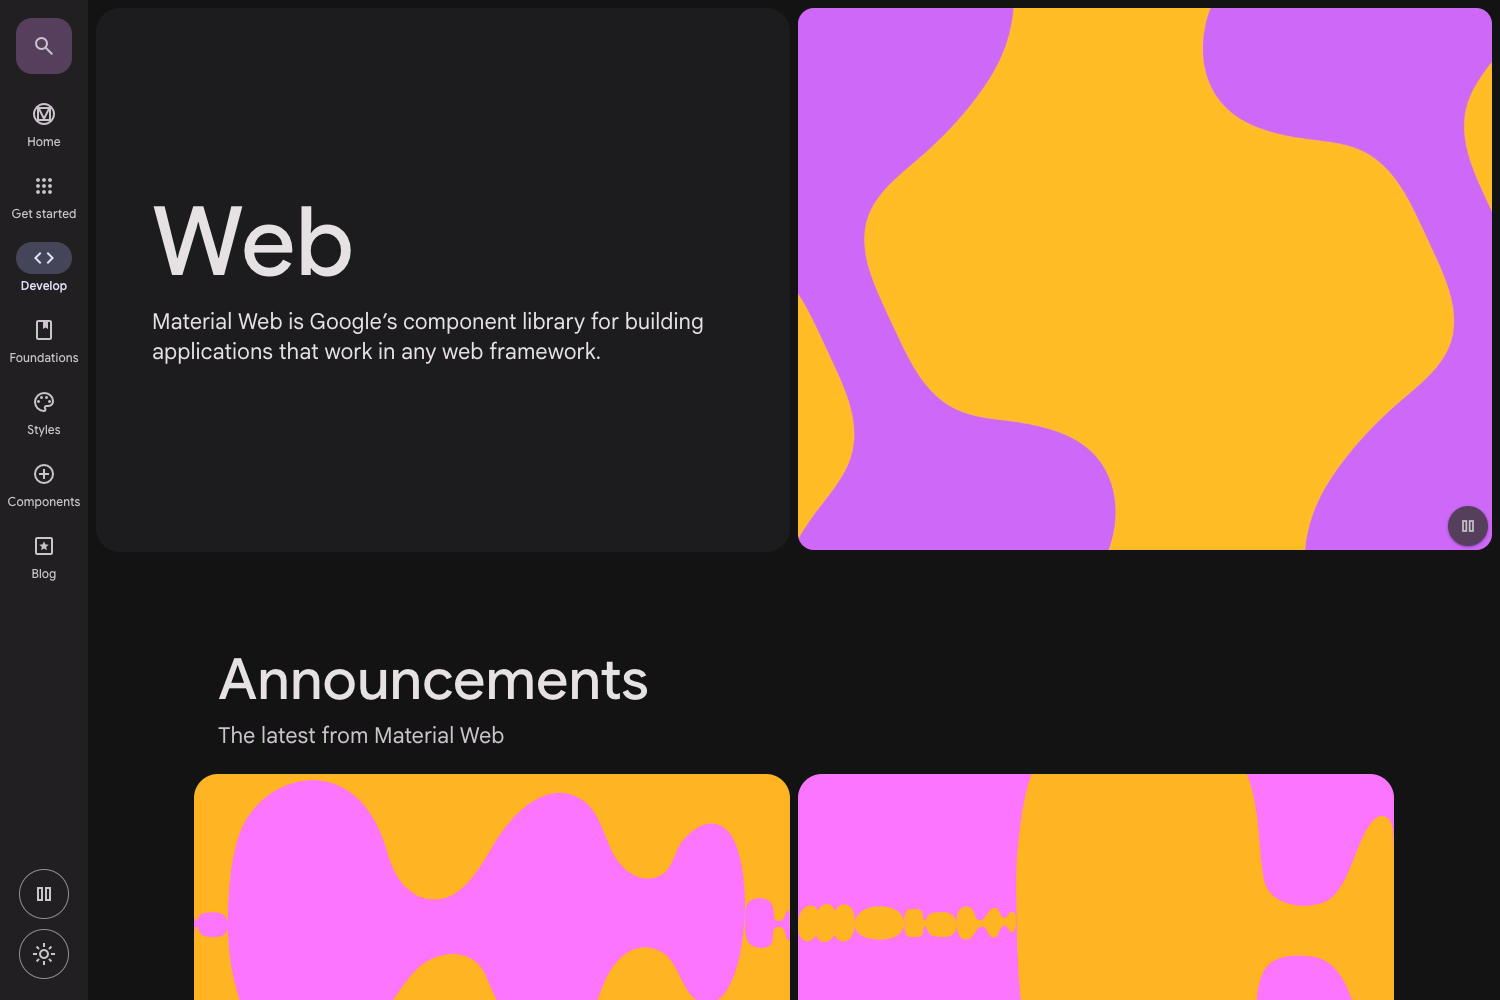 Home
Get started
Develop
Foundations
Styles
Components
Blog
Web
Material Web is Google’s component library for building
applications that work in any web framework.
Announcements
The latest from Material Web